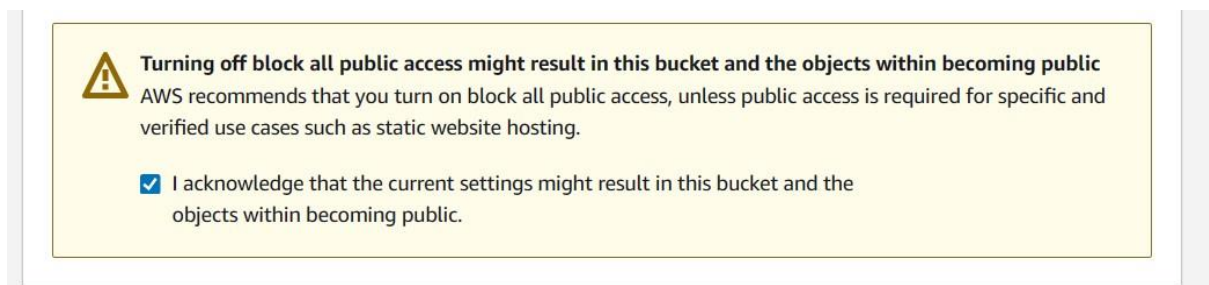 Turning off block all public access might result in this bucket and the objects within becoming public
AWS recommends that you turn on block all public access, unless public access is required for specific and
verified use cases such as static website hosting.
I acknowledge that the current settings might result in this bucket and the
objects within becoming public.